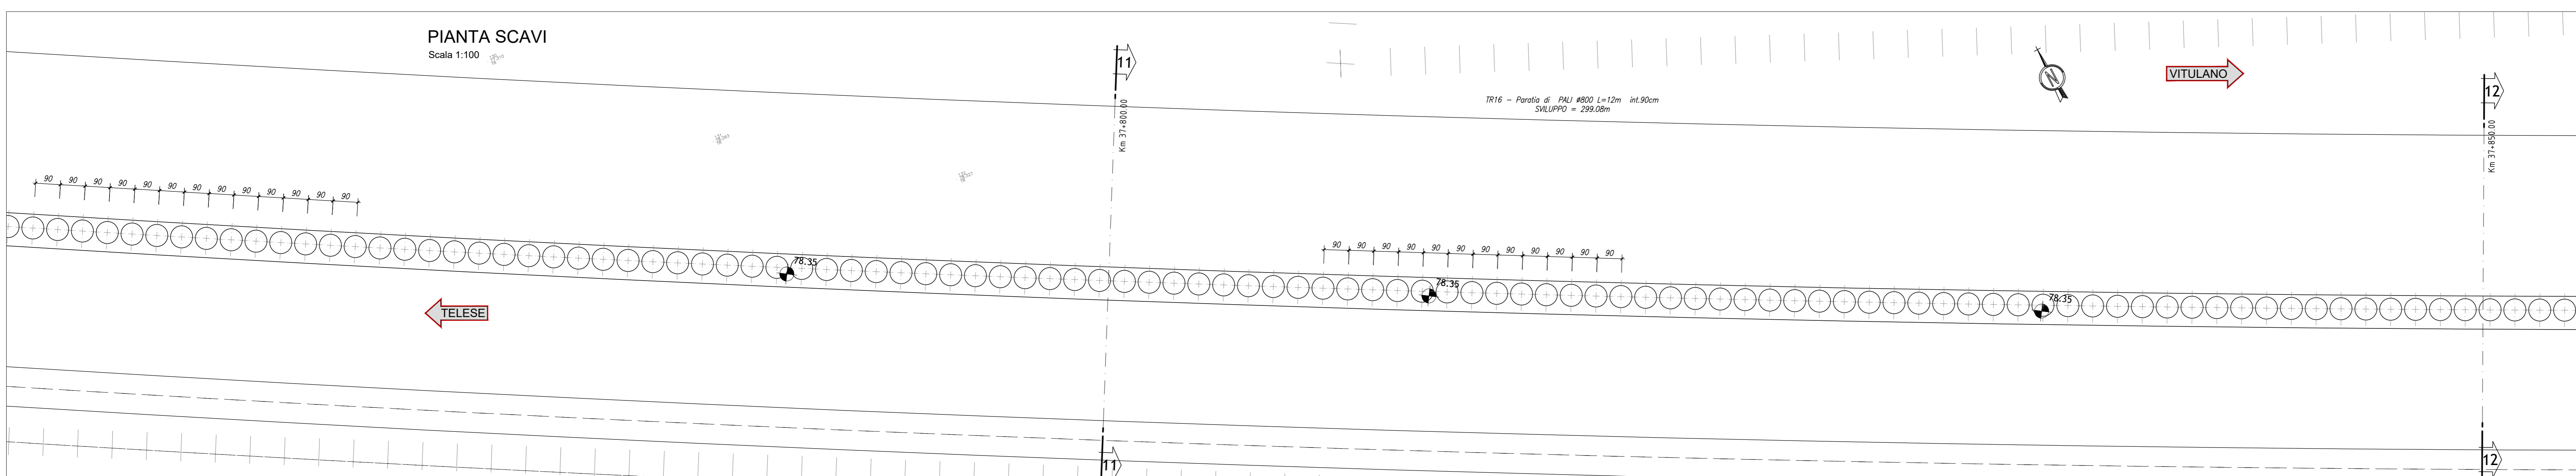 PIANTA SCAVI
Scala 1:100
11
Km 37+800.00
TR16 - Paratia di PALI ø800 L=12m int.90cm
SVILUPPO = 299.08m
N
VITULANO
12
Km 37+850.00
90 90 90 90 90 90 90 90 90 90 90 90 90
90 90 90 90 90 90 90 90 90 90 90 90
78.35
78.35
78.35
TELESE
11
12